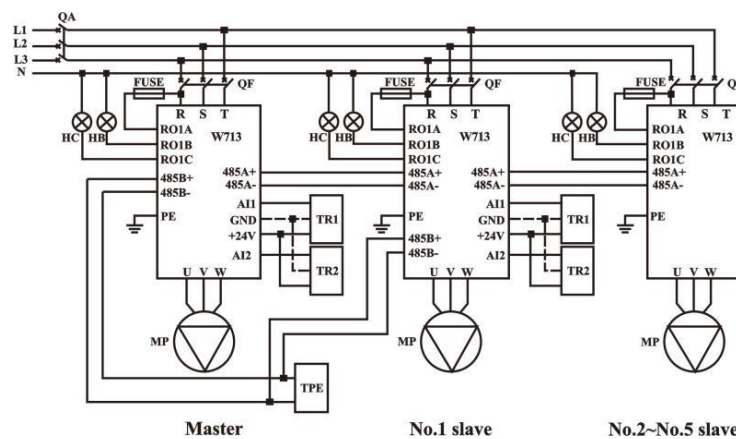 QA
L1
L2
L3
N
FUSE QF FUSE QF FUSE Q
R S T R S T R S T
HC HB RO1A W713 HC HB RO1A W713 HC HB RO1A W713
RO1B RO1B RO1B
RO1C RO1C RO1C
485B+ 485A+ 485A+ 485A+
485B- 485A- 485A- 485A-
AI1 TR1 AI1 TR1
PE GND PE GND PE
+24V 485B+ +24V
AI2 TR2 485B- AI2 TR2
U V W U V W U V W
MP MP MP
TPE
Master No.1 slave No.2~No.5 slave